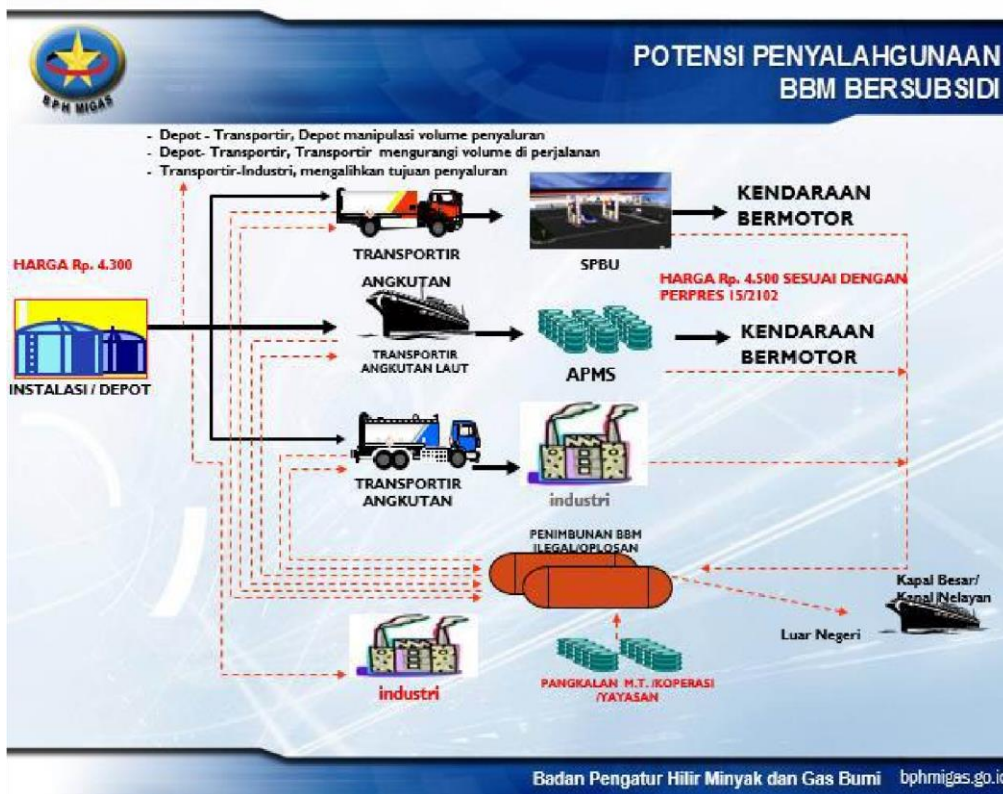 POTENSI PENYALAHGUNAAN
BBM BERSUBSIDI
BPH MIGAS
- Depot - Transportir, Depot manipulasi volume penyaluran
- Depot- Transportir, Transportir mengurangi volume di perjalanan
- Transportir-Industri, mengalihkan tujuan penyaluran
KENDARAAN
BERMOTOR
TRANSPORTIR
SPBU
HARGA Rp. 4.300
ANGKUTAN
HARGA Rp. 4.500 SESUAI DENGAN
PERPRES 15/2102
KENDARAAN
BERMOTOR
TRANSPORTIR
ANGKUTAN LAUT
APMS
INSTALASI / DEPOT
TRANSPORTIR
ANGKUTAN
industri
PENIMBUNAN BBM
ILEGAL/OPLOSAN
Kapal Besar/
Kapal Nelayan
Luar Negeri
industri
PANGKALAN M.T. /KOPERASI
/YAYASAN
Badan Pengatur Hilir Minyak dan Gas Bumi bphmigas.go.id